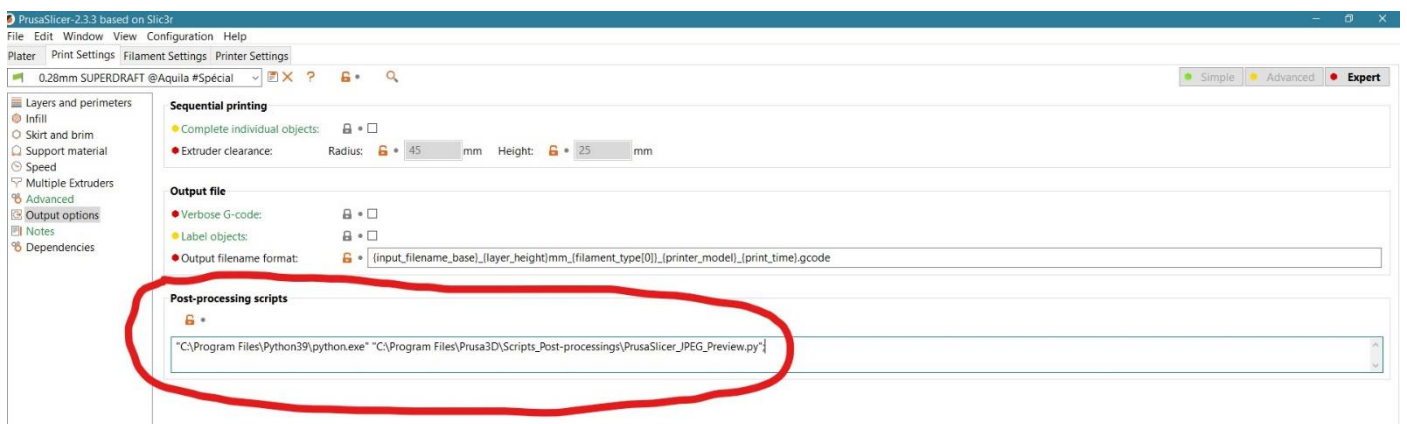 PrusaSlicer-2.3.3 based on Slic3r
File Edit Window View Configuration Help
Plater Print Settings Filament Settings Printer Settings
0.28mm SUPERDRAFT @Aquila #Spécial ?
Simple Advanced Expert
Layers and perimeters
Infill
Skirt and brim
Support material
Speed
Multiple Extruders
Advanced
Output options
Notes
Dependencies
Sequential printing
Complete individual objects:
Extruder clearance: Radius: 45 mm Height: 25 mm
Output file
Verbose G-code:
Label objects:
Output filename format: {input_filename_base}_{layer_height}mm_{filament_type[0]}_{printer_model}_{print_time}.gcode
Post-processing scripts
"C:\Program Files\Python39\python.exe" "C:\Program Files\Prusa3D\Scripts_Post-processings\PrusaSlicer_JPEG_Preview.py";